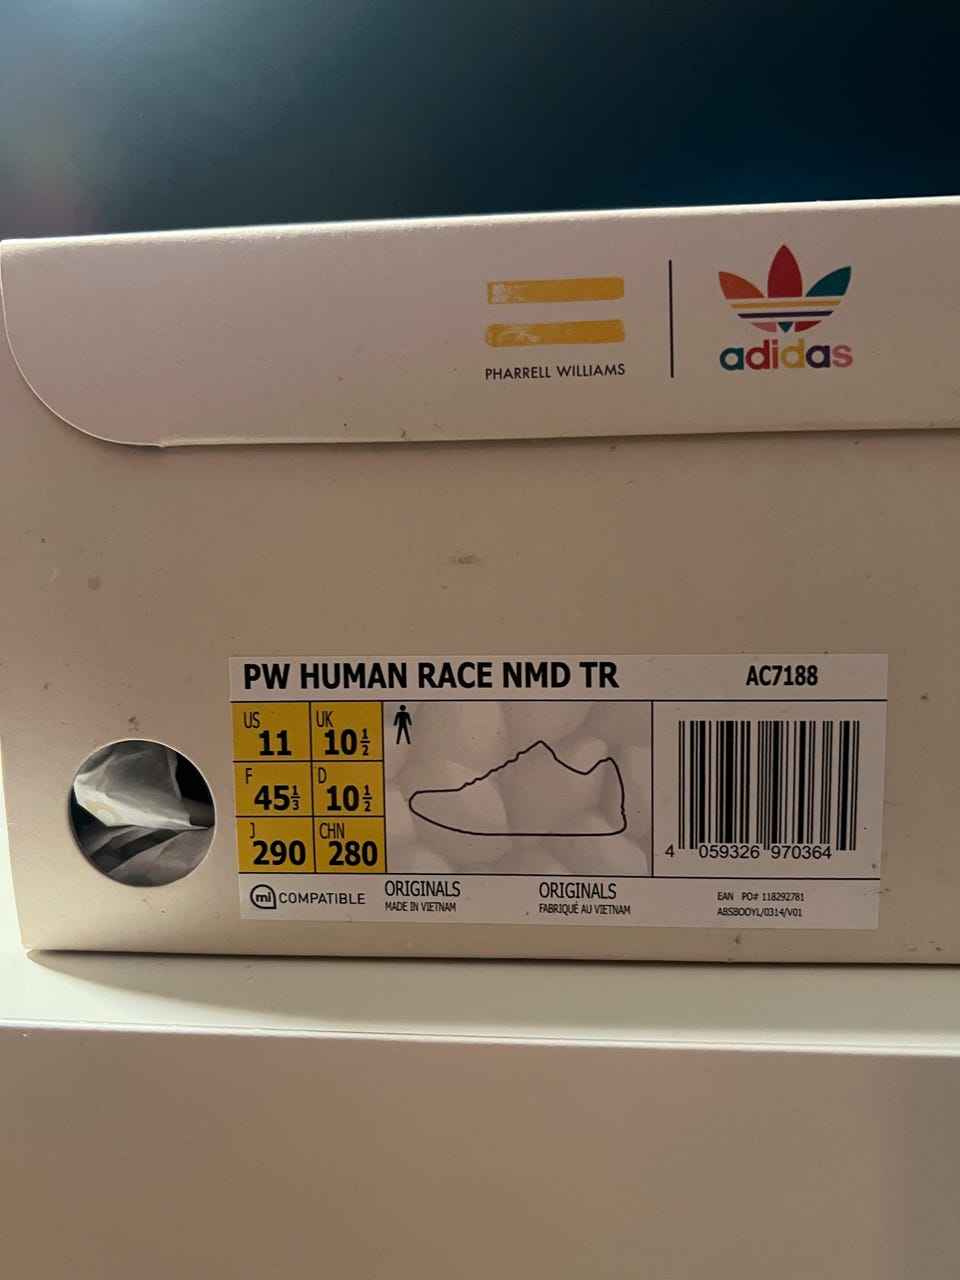 PHARRELL WILLIAMS
adidas
PW HUMAN RACE NMD TR AC7188
US 11 UK 10½
F 45⅓ D 10½
J 290 CHN 280
4 059326 970364
mi COMPATIBLE
ORIGINALS ORIGINALS
MADE IN VIETNAM FABRIQUÉ AU VIETNAM
EAN PO# 118292781
ABSBOOYL/0314/V01